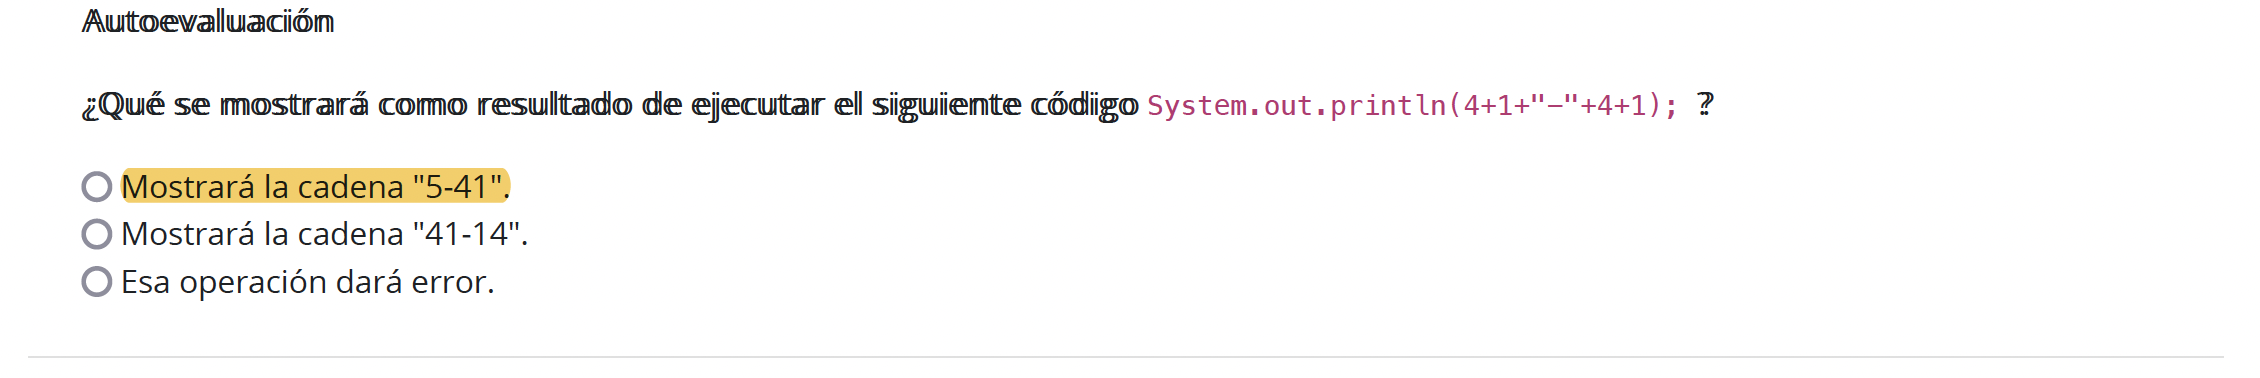 Autoevaluación
¿Qué se mostrará como resultado de ejecutar el siguiente código System.out.println(4+1+"–"+4+1); ?
Mostrará la cadena "5-41".
Mostrará la cadena "41-14".
Esa operación dará error.